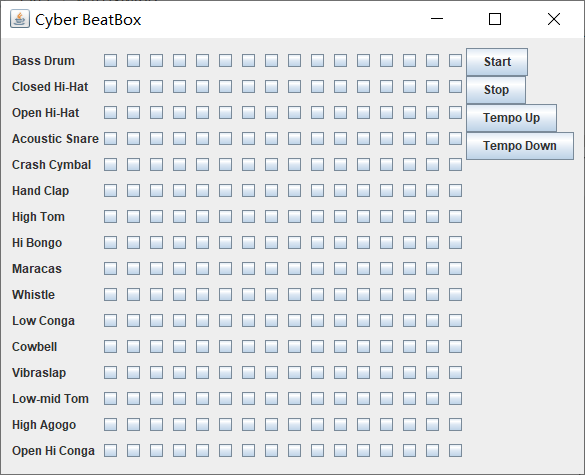 Cyber BeatBox
Bass Drum
Start
Closed Hi-Hat
Stop
Open Hi-Hat
Tempo Up
Acoustic Snare
Tempo Down
Crash Cymbal
Hand Clap
High Tom
Hi Bongo
Maracas
Whistle
Low Conga
Cowbell
Vibraslap
Low-mid Tom
High Agogo
Open Hi Conga